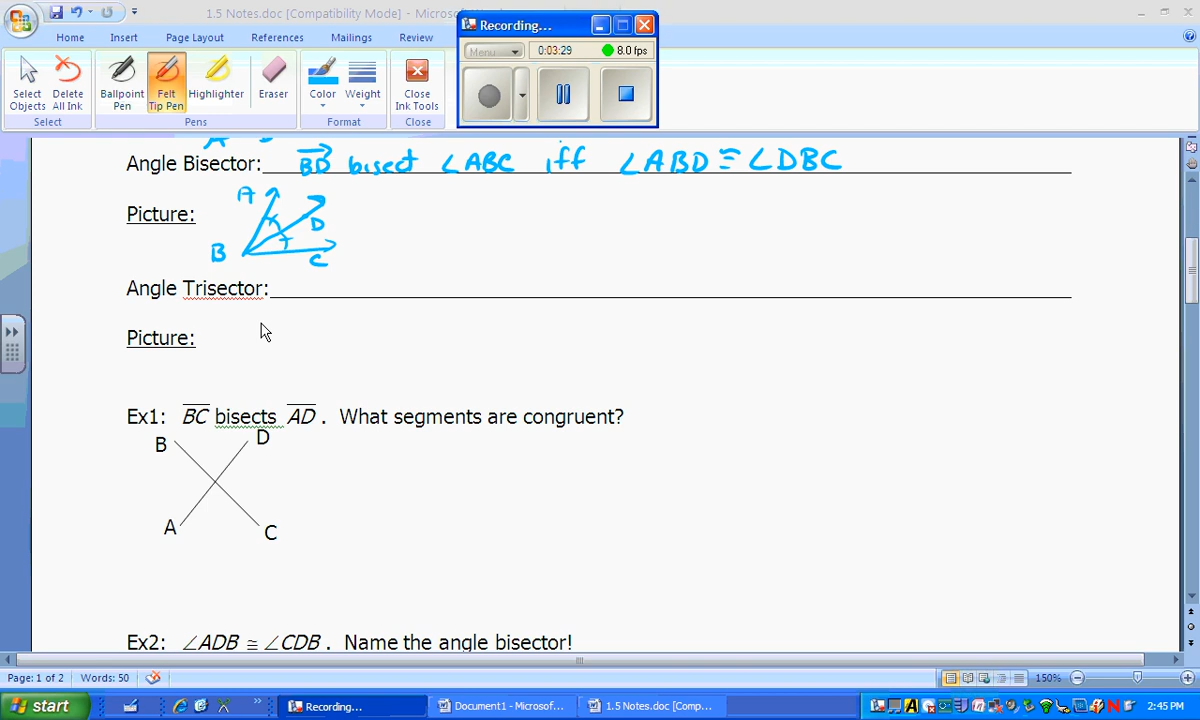 1.5 Notes.doc [Compatibility Mode] - Microsof
Recording...
Home Insert Page Layout References Mailings Review
Menu 0:03:29 8.0 fps
Select Objects
Delete All Ink
Ballpoint Pen
Felt Tip Pen
Highlighter
Eraser
Color
Weight
Close Ink Tools
Select Pens Format Close
Angle Bisector: BD bisect ∠ABC iff ∠ABD ≅ ∠DBC
Picture:
A
D
B
C
Angle Trisector:
Picture:
Ex1: BC bisects AD. What segments are congruent?
B D
A C
Ex2: ∠ADB ≅ ∠CDB. Name the angle bisector!
Page: 1 of 2 Words: 50 150%
start Recording... Document1 - Microsof... 1.5 Notes.doc [Comp... 2:45 PM